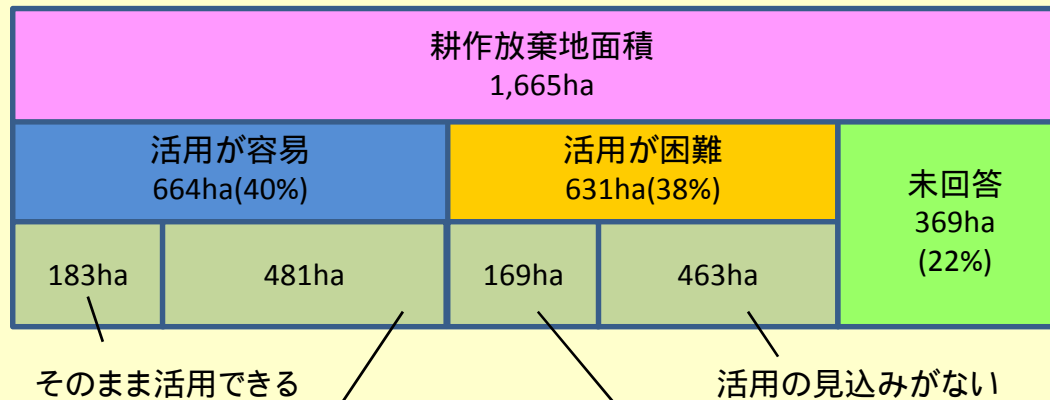 耕作放棄地面積
1,665ha
活用が容易
664ha(40%)
活用が困難
631ha(38%)
未回答
369ha
(22%)
183ha
481ha
169ha
463ha
そのまま活用できる
活用の見込みがない